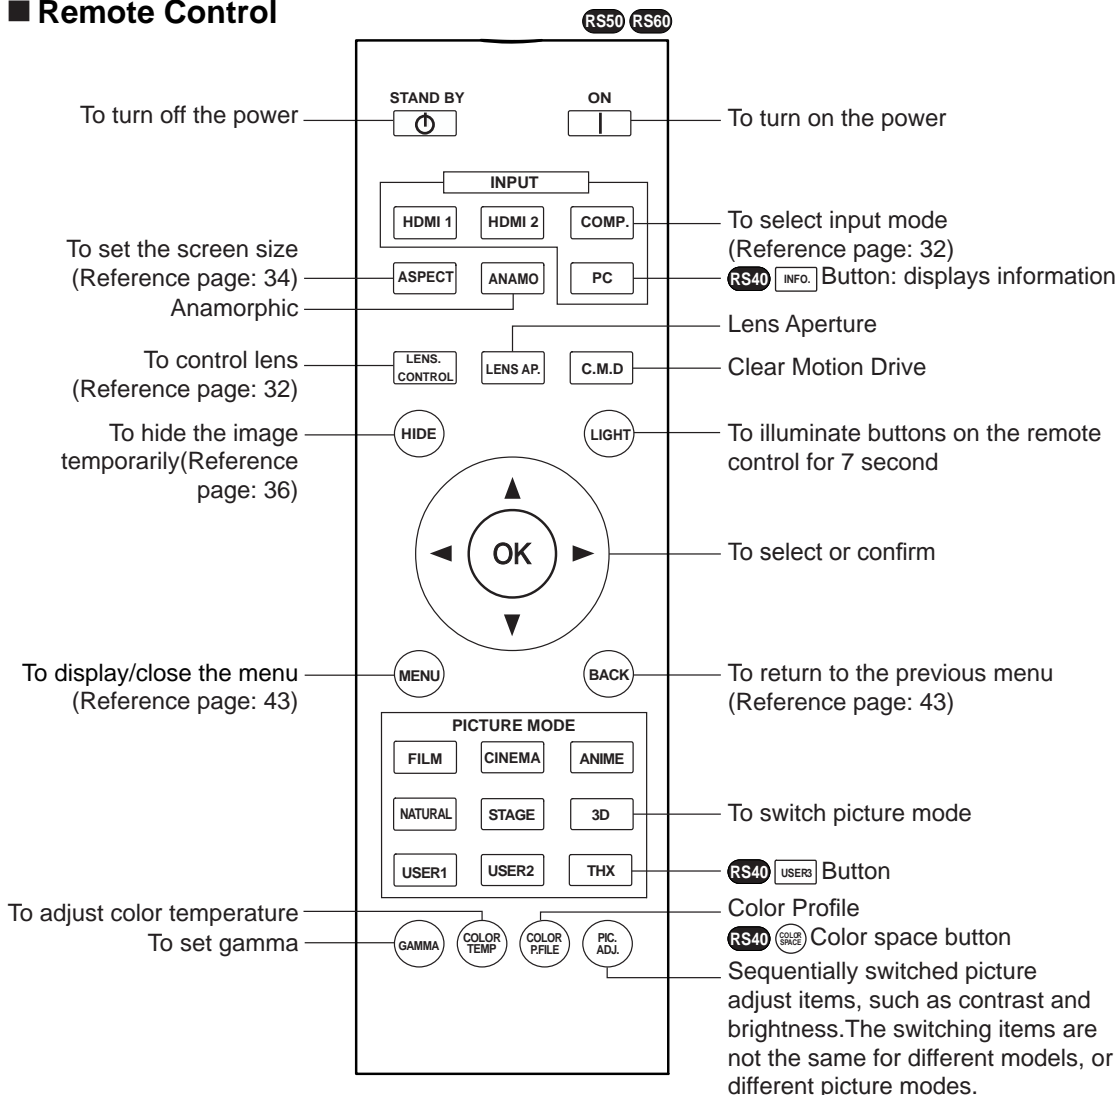 ■ Remote Control
RS50 RS60
STAND BY
ON
To turn off the power
To turn on the power
INPUT
HDMI 1
HDMI 2
COMP.
To select input mode
(Reference page: 32)
To set the screen size
(Reference page: 34)
ASPECT
ANAMO
PC
RS40 INFO. Button: displays information
Anamorphic
Lens Aperture
To control lens
(Reference page: 32)
LENS.
CONTROL
LENS AP.
C.M.D
Clear Motion Drive
To hide the image
temporarily(Reference
page: 36)
HIDE
LIGHT
To illuminate buttons on the remote
control for 7 second
OK
To select or confirm
To display/close the menu
(Reference page: 43)
MENU
BACK
To return to the previous menu
(Reference page: 43)
PICTURE MODE
FILM
CINEMA
ANIME
NATURAL
STAGE
3D
To switch picture mode
USER1
USER2
THX
RS40 USER3 Button
To adjust color temperature
To set gamma
GAMMA
COLOR
TEMP
COLOR
P.FILE
PIC.
ADJ.
Color Profile
RS40 COLOR SPACE Color space button
Sequentially switched picture
adjust items, such as contrast and
brightness.The switching items are
not the same for different models, or
different picture modes.